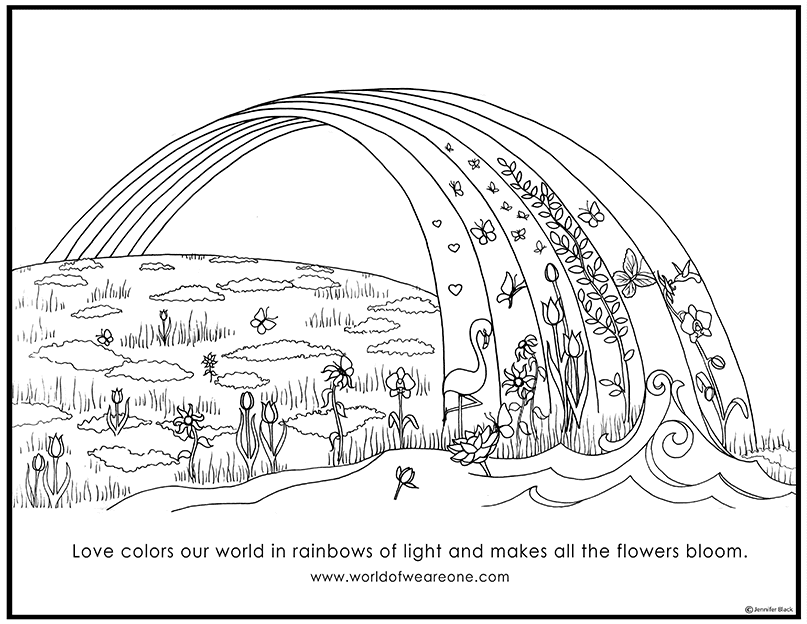 Love colors our world in rainbows of light and makes all the flowers bloom.
www.worldofweareone.com
©Jennifer Black